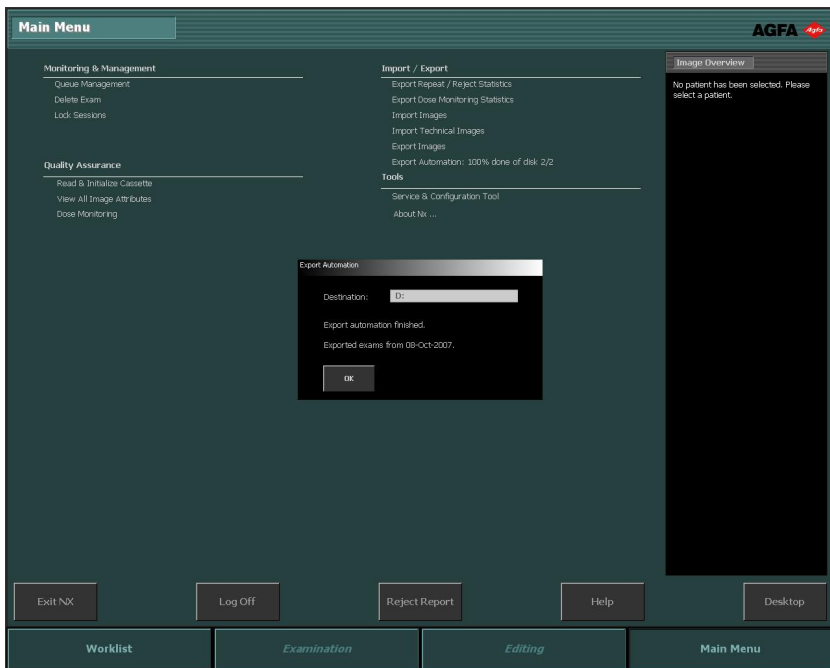 Main Menu
AGFA
Agfa
Monitoring & Management
Queue Management
Delete Exam
Lock Sessions
Quality Assurance
Read & Initialize Cassette
View All Image Attributes
Dose Monitoring
Import / Export
Export Repeat / Reject Statistics
Export Dose Monitoring Statistics
Import Images
Import Technical Images
Export Images
Export Automation: 100% done of disk 2/2
Tools
Service & Configuration Tool
About Nx ...
Image Overview
No patient has been selected. Please
select a patient.
Export Automation
Destination: D:
Export automation finished.
Exported exams from 08-Oct-2007.
OK
Exit NX
Log Off
Reject Report
Help
Desktop
Worklist
Examination
Editing
Main Menu